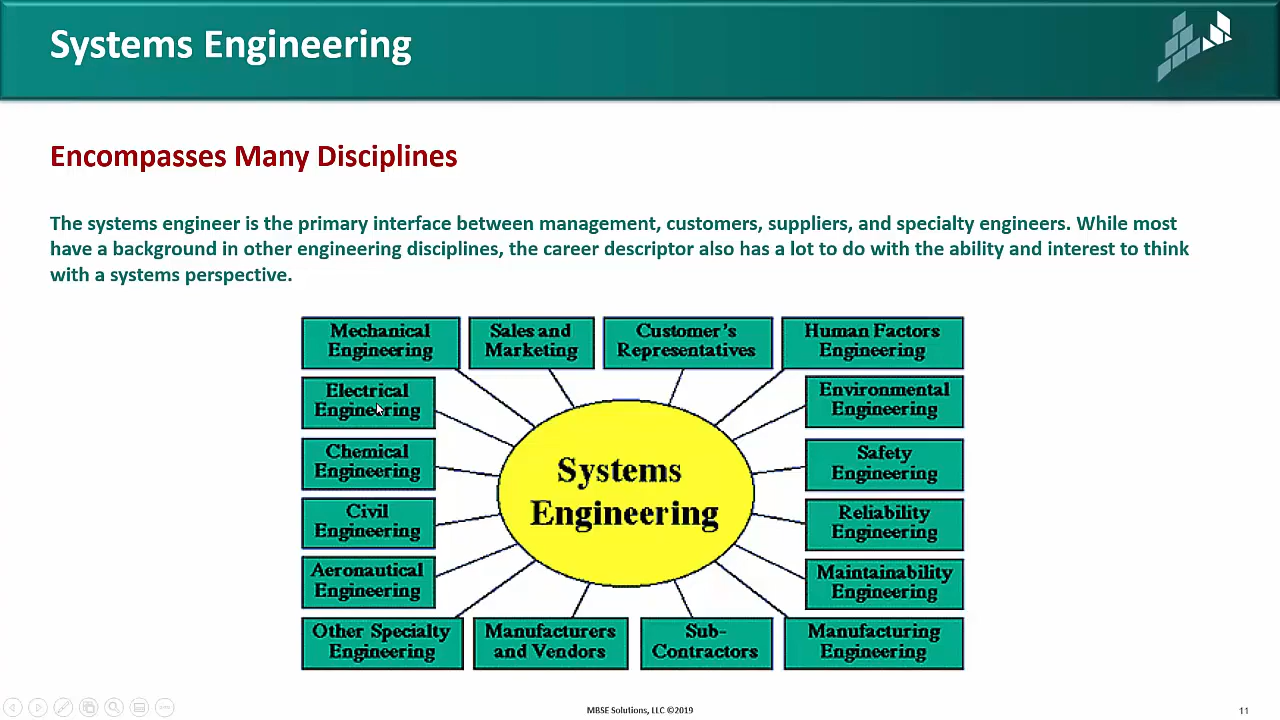 Systems Engineering
Encompasses Many Disciplines
The systems engineer is the primary interface between management, customers, suppliers, and specialty engineers. While most
have a background in other engineering disciplines, the career descriptor also has a lot to do with the ability and interest to think
with a systems perspective.
Mechanical
Engineering
Sales and
Marketing
Customer's
Representatives
Human Factors
Engineering
Electrical
Engineering
Environmental
Engineering
Chemical
Engineering
Systems
Engineering
Safety
Engineering
Civil
Engineering
Reliability
Engineering
Aeronautical
Engineering
Maintainability
Engineering
Other Specialty
Engineering
Manufacturers
and Vendors
Sub-
Contractors
Manufacturing
Engineering
MBSE Solutions, LLC ©2019
11